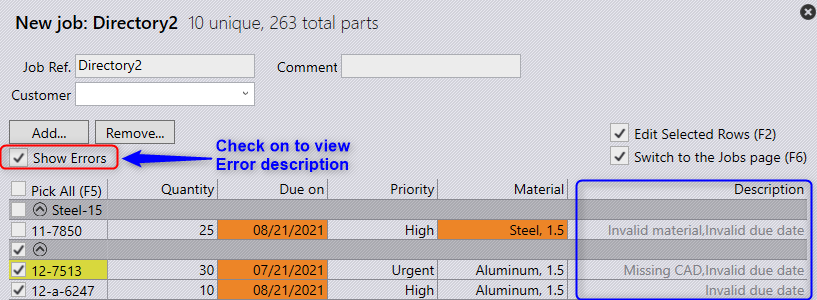 New job: Directory2 10 unique, 263 total parts
Job Ref. Directory2 Comment
Customer
Add... Remove... Check on to view Error description Edit Selected Rows (F2)
Show Errors Switch to the Jobs page (F6)
Pick All (F5) Quantity Due on Priority Material Description
Steel-15
11-7850 25 08/21/2021 High Steel, 1.5 Invalid material,Invalid due date
12-7513 30 07/21/2021 Urgent Aluminum, 1.5 Missing CAD,Invalid due date
12-a-6247 10 08/21/2021 High Aluminum, 1.5 Invalid due date